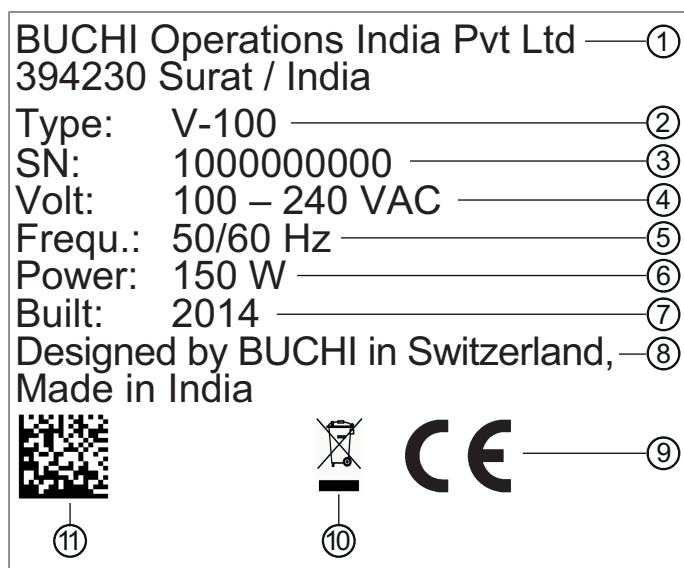 BUCHI Operations India Pvt Ltd ①
394230 Surat / India
Type: V-100 ②
SN: 1000000000 ③
Volt: 100 – 240 VAC ④
Frequ.: 50/60 Hz ⑤
Power: 150 W ⑥
Built: 2014 ⑦
Designed by BUCHI in Switzerland, ⑧
Made in India
CE ⑨
⑪ ⑩